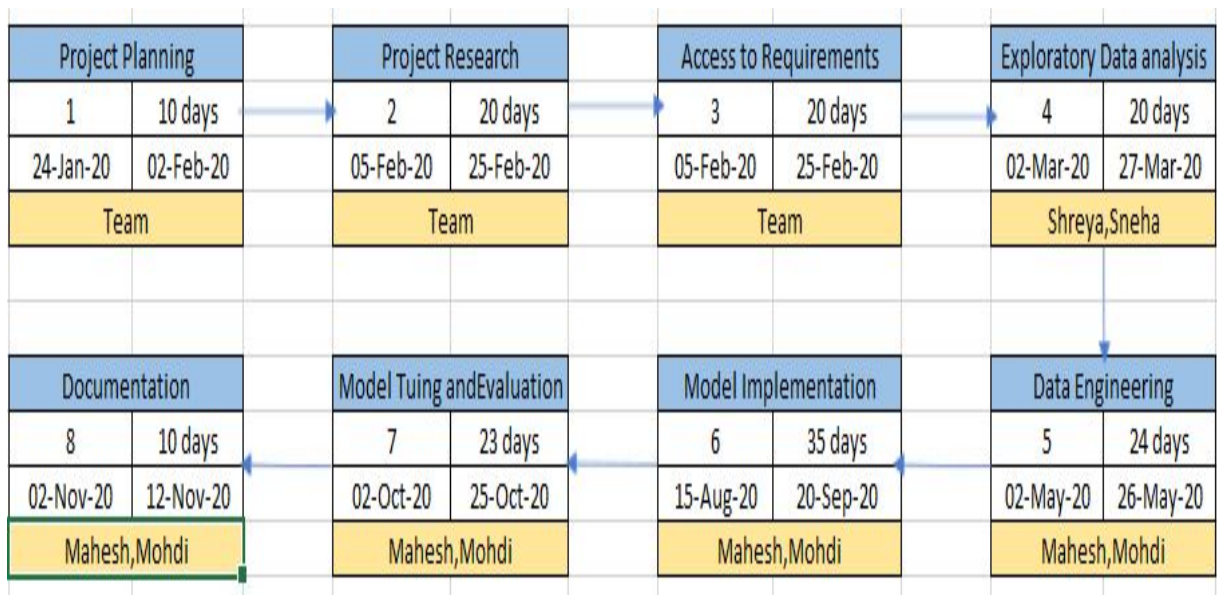 Project Planning
1 10 days
24-Jan-20 02-Feb-20
Team
Project Research
2 20 days
05-Feb-20 25-Feb-20
Team
Access to Requirements
3 20 days
05-Feb-20 25-Feb-20
Team
Exploratory Data analysis
4 20 days
02-Mar-20 27-Mar-20
Shreya,Sneha
Data Engineering
5 24 days
02-May-20 26-May-20
Mahesh,Mohdi
Model Implementation
6 35 days
15-Aug-20 20-Sep-20
Mahesh,Mohdi
Model Tuing andEvaluation
7 23 days
02-Oct-20 25-Oct-20
Mahesh,Mohdi
Documentation
8 10 days
02-Nov-20 12-Nov-20
Mahesh,Mohdi